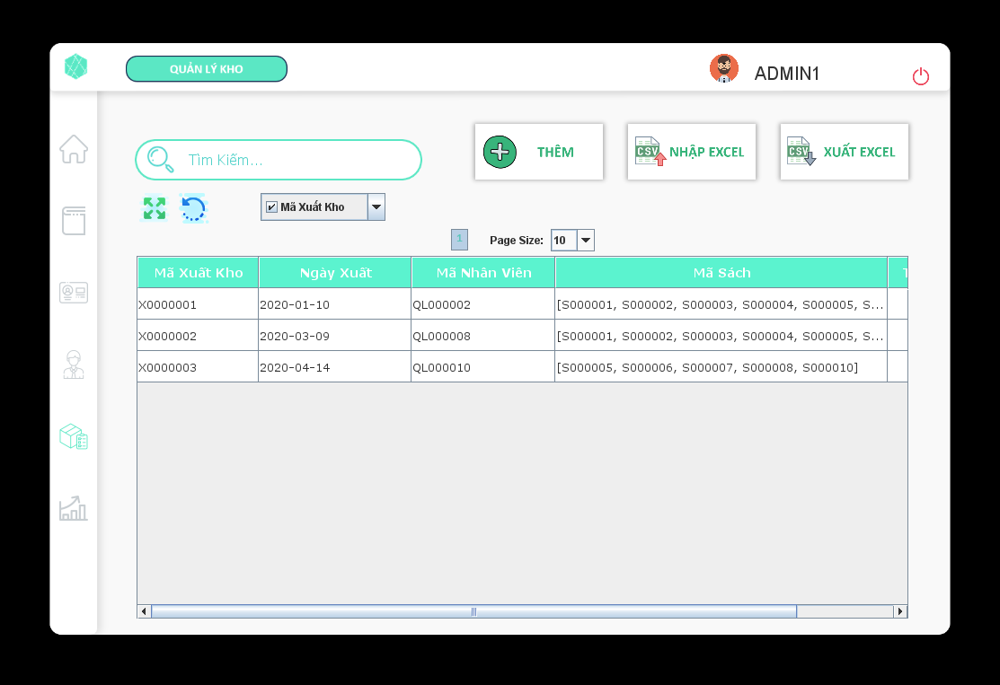 QUẢN LÝ KHO
ADMIN1
Tìm Kiếm...
THÊM
NHẬP EXCEL
XUẤT EXCEL
CSV
CSV
Mã Xuất Kho
1
Page Size:
10
Mã Xuất Kho Ngày Xuất Mã Nhân Viên Mã Sách T
X0000001 2020-01-10 QL000002 [S000001, S000002, S000003, S000004, S000005, S...
X0000002 2020-03-09 QL000008 [S000001, S000002, S000003, S000004, S000005, S...
X0000003 2020-04-14 QL000010 [S000005, S000006, S000007, S000008, S000010]